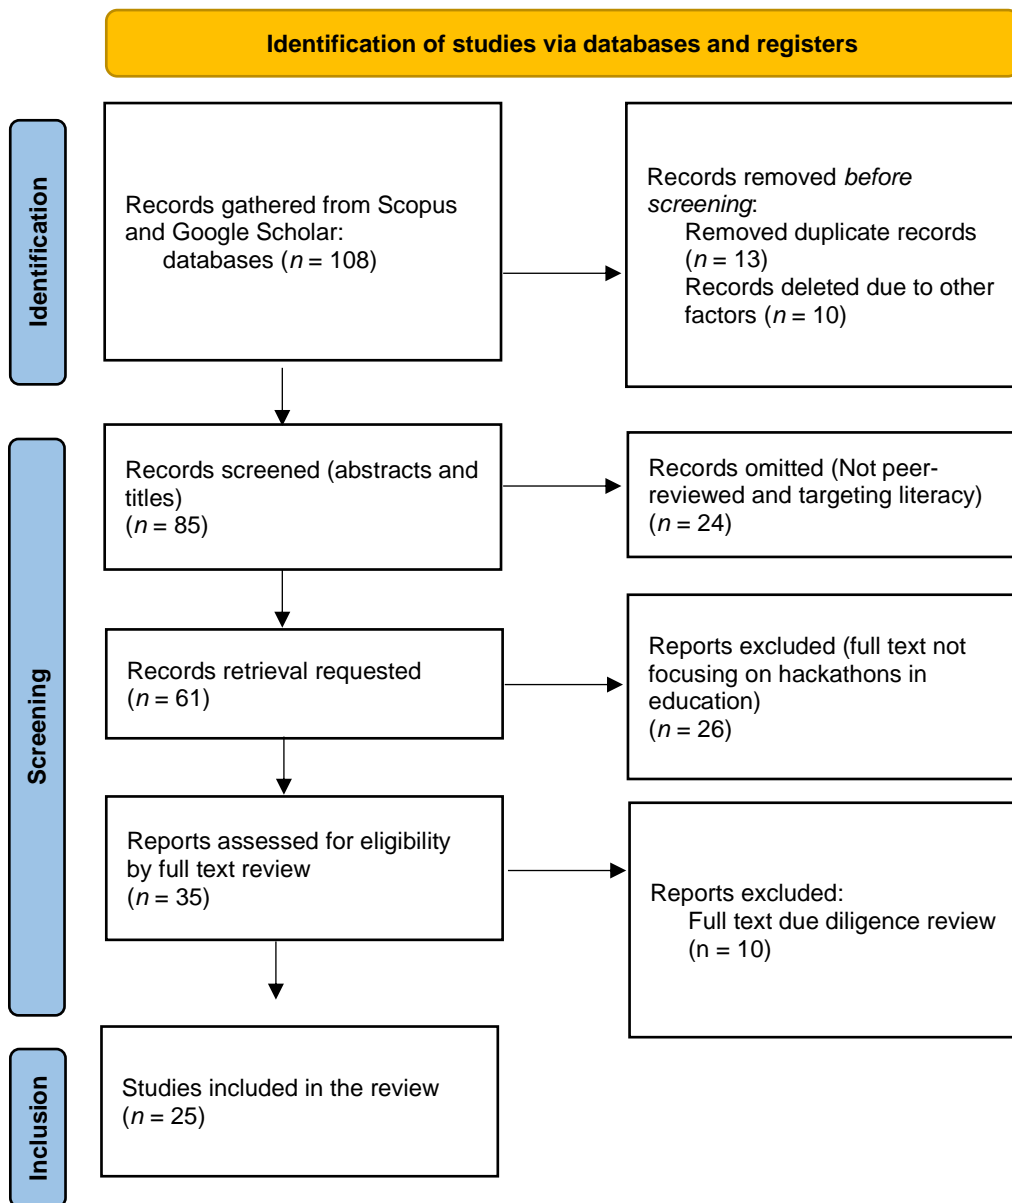 Identification of studies via databases and registers
Identification
Records gathered from Scopus
and Google Scholar:
databases (n = 108)
Records removed before
screening:
Removed duplicate records
(n = 13)
Records deleted due to other
factors (n = 10)
Screening
Records screened (abstracts and
titles)
(n = 85)
Records omitted (Not peer-
reviewed and targeting literacy)
(n = 24)
Records retrieval requested
(n = 61)
Reports excluded (full text not
focusing on hackathons in
education)
(n = 26)
Reports assessed for eligibility
by full text review
(n = 35)
Reports excluded:
Full text due diligence review
(n = 10)
Inclusion
Studies included in the review
(n = 25)